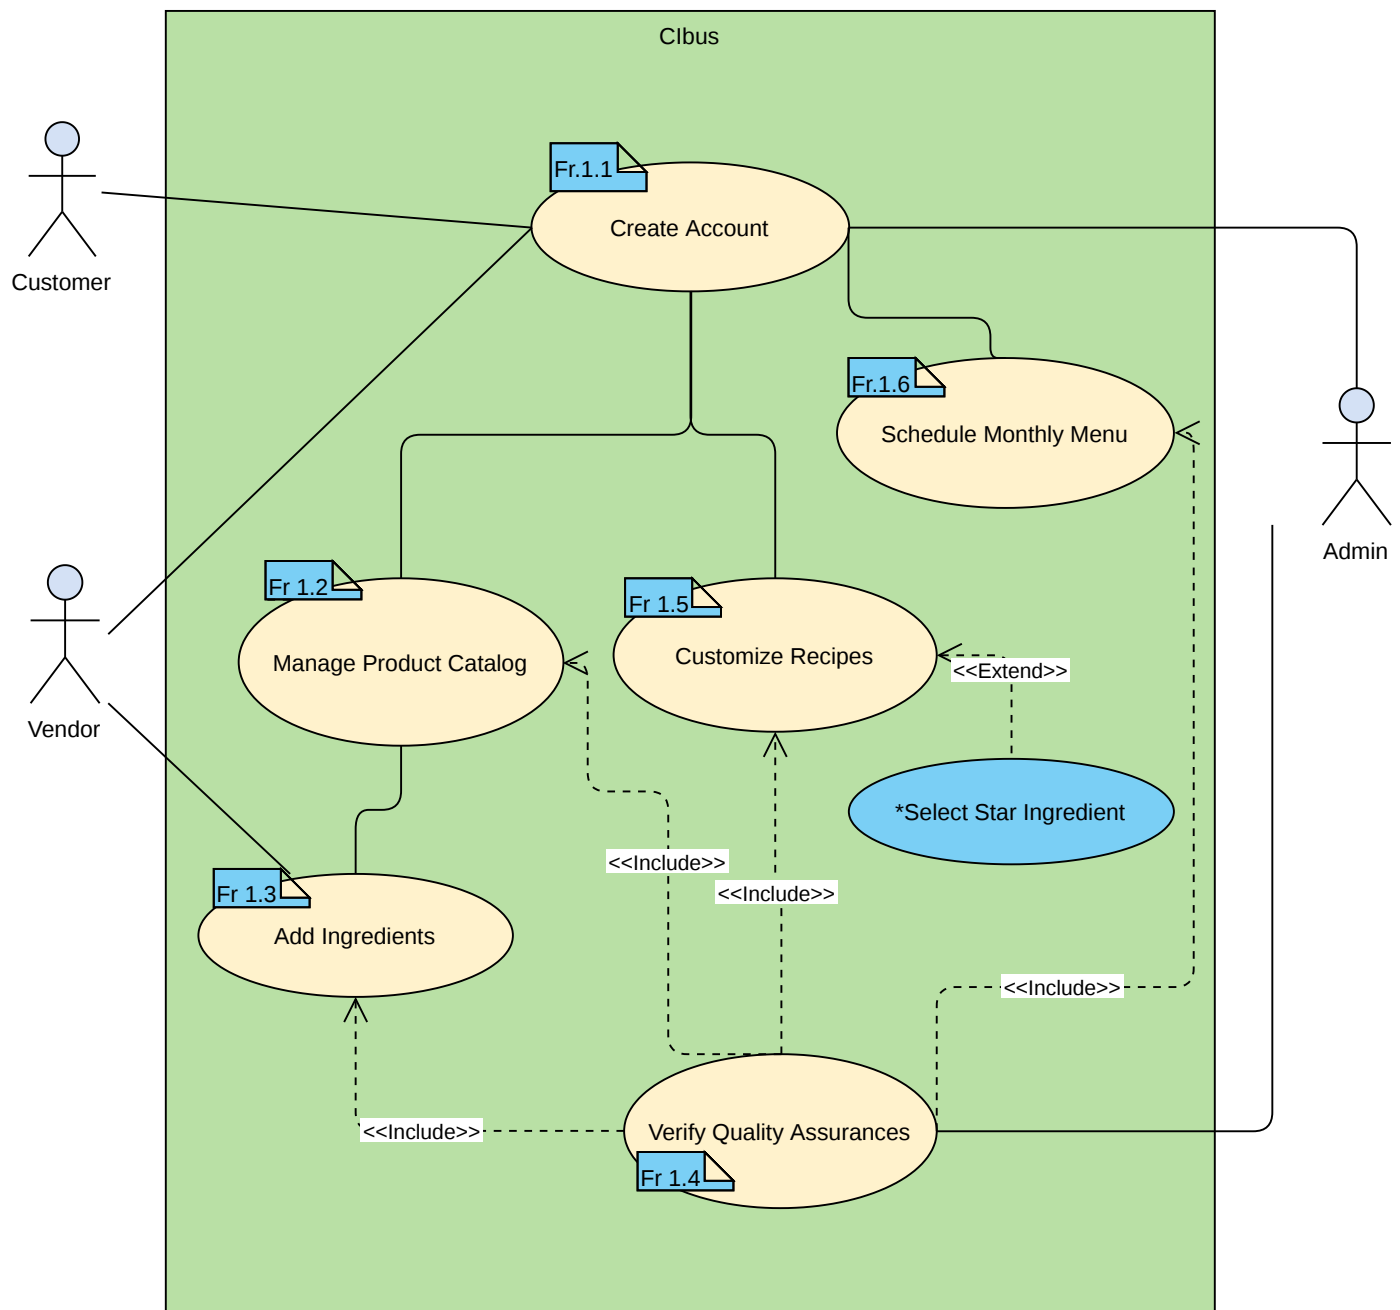 CIbus
Fr.1.1
Create Account
Customer
Fr.1.6
Schedule Monthly Menu
Admin
Fr 1.2
Manage Product Catalog
Fr 1.5
Customize Recipes
<<Extend>>
Vendor
*Select Star Ingredient
<<Include>>
<<Include>>
Fr 1.3
Add Ingredients
<<Include>>
<<Include>>
Verify Quality Assurances
Fr 1.4